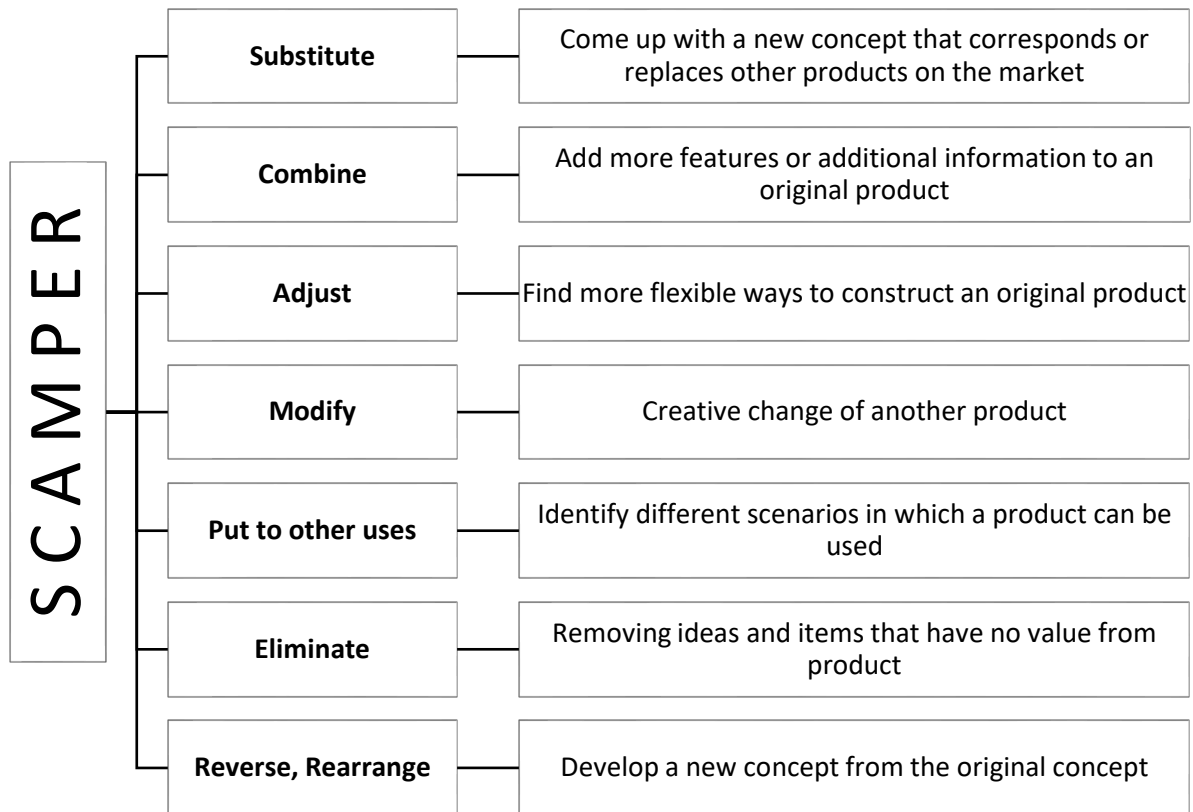 SCAMPER
Substitute
Come up with a new concept that corresponds or
replaces other products on the market
Combine
Add more features or additional information to an
original product
Adjust
Find more flexible ways to construct an original product
Modify
Creative change of another product
Put to other uses
Identify different scenarios in which a product can be
used
Eliminate
Removing ideas and items that have no value from
product
Reverse, Rearrange
Develop a new concept from the original concept